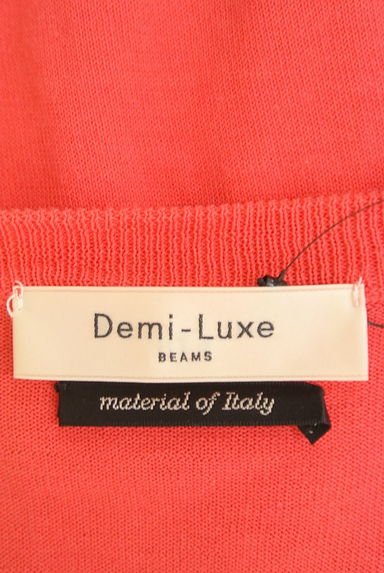 Demi-Luxe
BEAMS
material of Italy